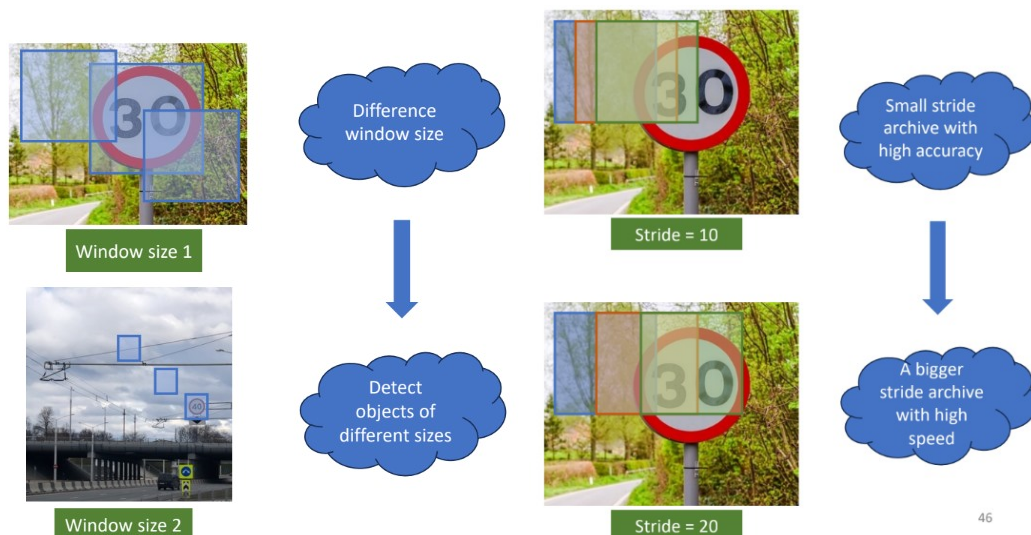 30
Window size 1
Difference
window size
30
Stride = 10
Small stride
archive with
high accuracy
40
Window size 2
Detect
objects of
different sizes
30
Stride = 20
A bigger
stride archive
with high
speed
46